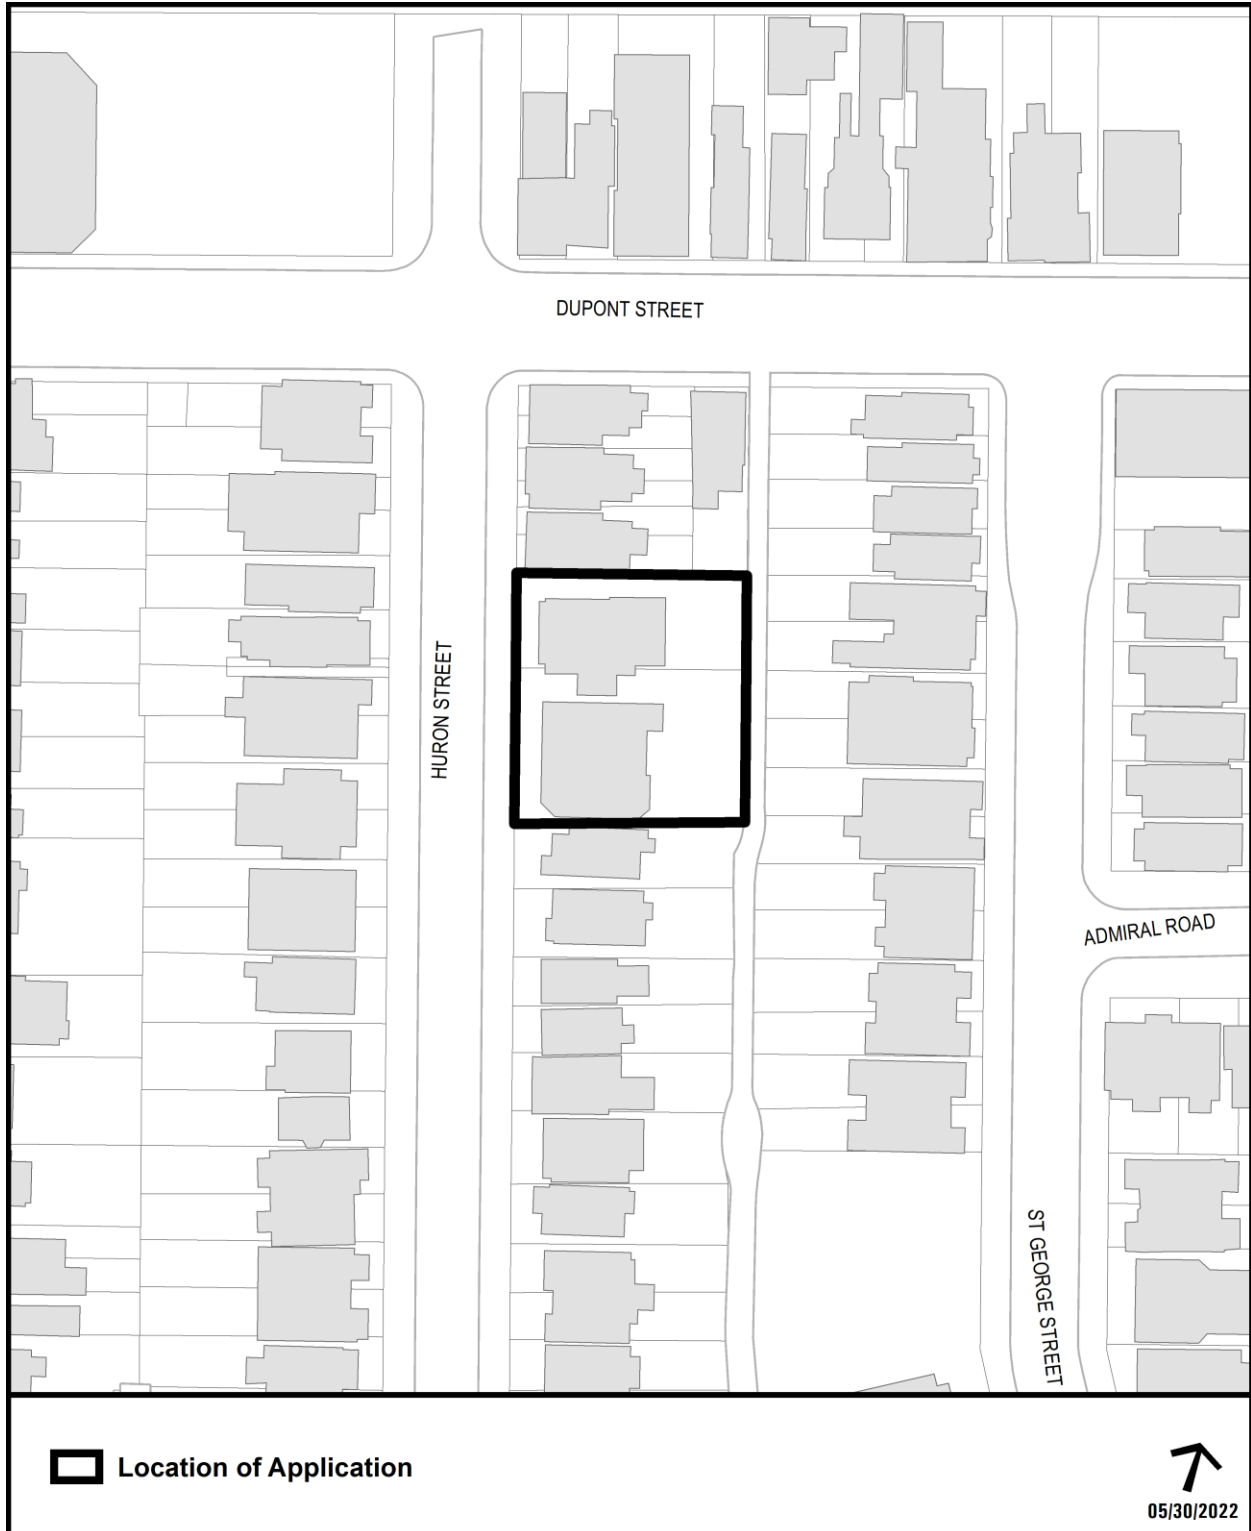 DUPONT STREET
HURON STREET
ADMIRAL ROAD
ST GEORGE STREET
Location of Application
05/30/2022